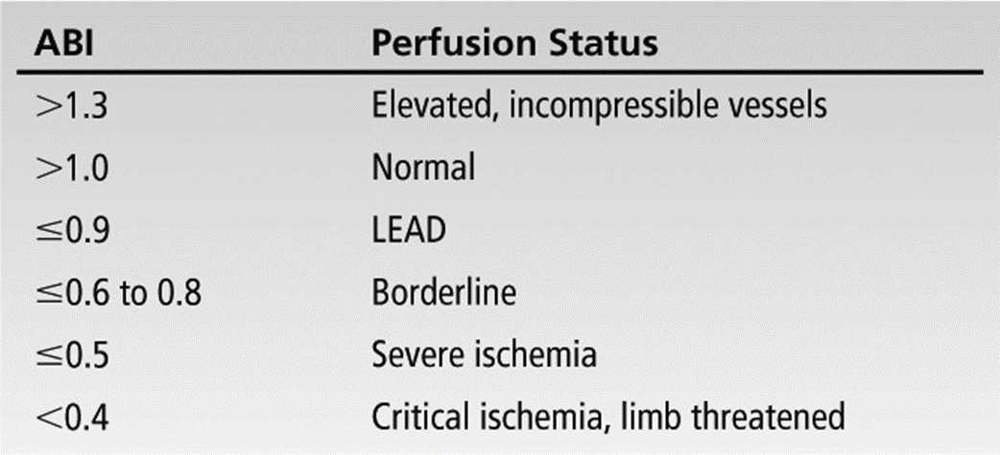 ABI Perfusion Status
>1.3 Elevated, incompressible vessels
>1.0 Normal
≤0.9 LEAD
≤0.6 to 0.8 Borderline
≤0.5 Severe ischemia
<0.4 Critical ischemia, limb threatened